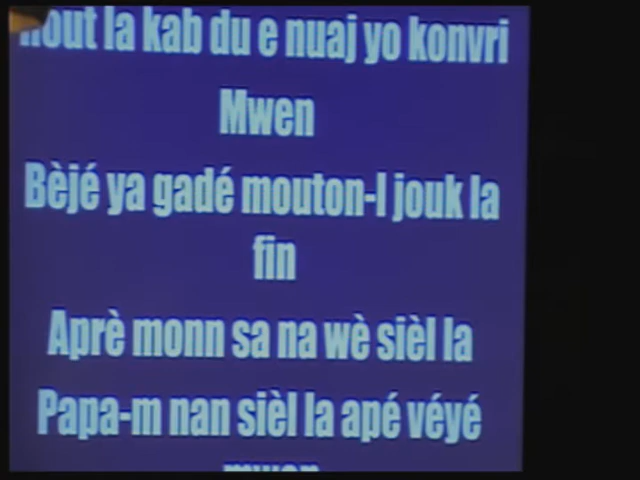 la kab du e nuaj yo konvri
Mwen
Bèjé ya gadé mouton-l jouk la
fin
Aprè monn sa na wè sièl la
Papa-m nan sièl la apé véyé
mwen